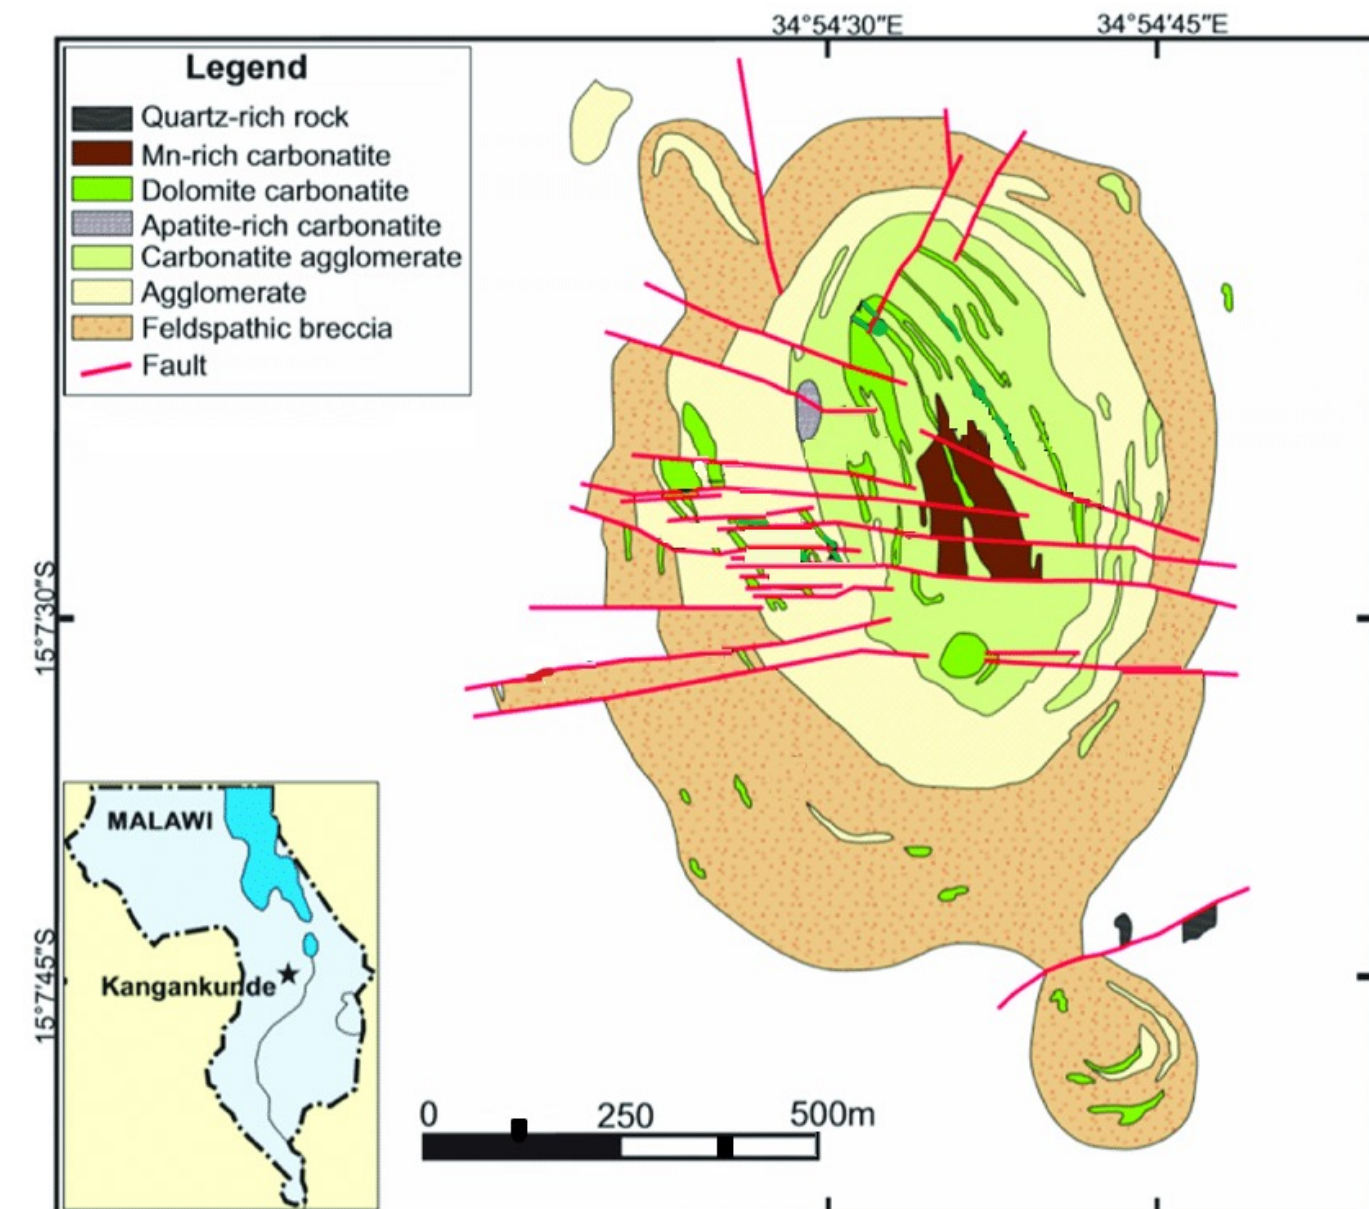 34°54′30″E
34°54′45″E
Legend
Quartz-rich rock
Mn-rich carbonatite
Dolomite carbonatite
Apatite-rich carbonatite
Carbonatite agglomerate
Agglomerate
Feldspathic breccia
Fault
15°7′30″S
15°7′45″S
MALAWI
Kangankunde
0 250 500m